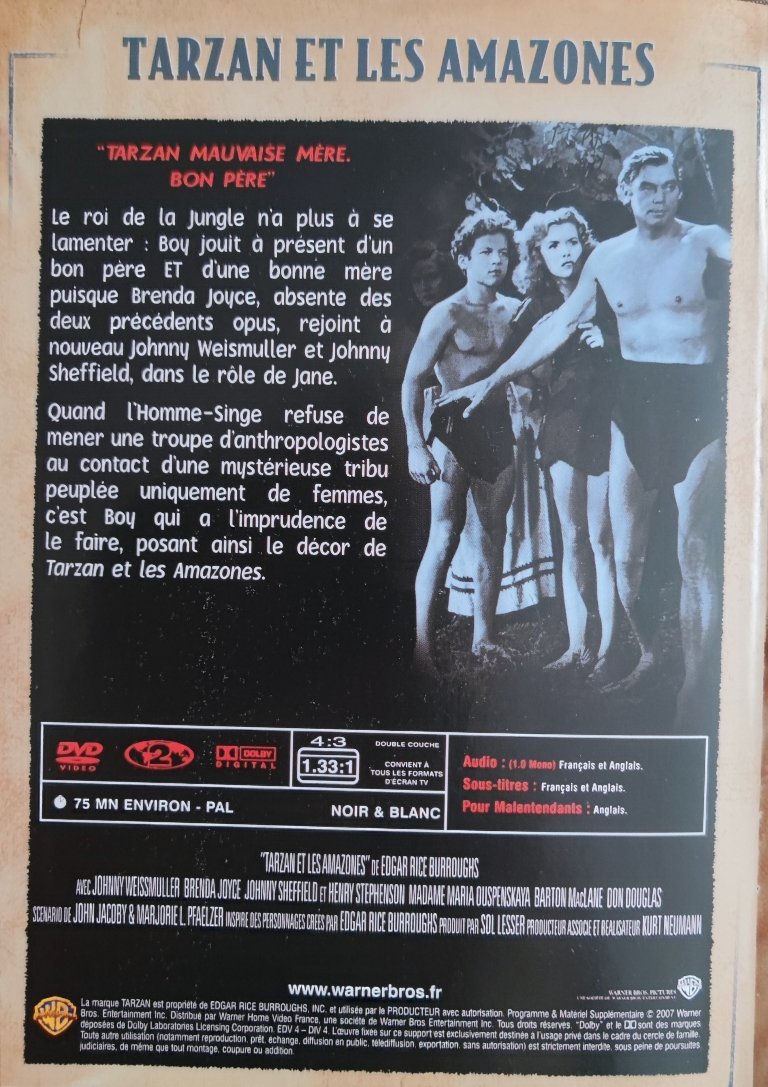 TARZAN ET LES AMAZONES
"TARZAN MAUVAISE MÈRE.
BON PÈRE"
Le roi de la Jungle n'a plus à se
lamenter : Boy jouit à présent d'un
bon père ET d'une bonne mère
puisque Brenda Joyce, absente des
deux précédents opus, rejoint à
nouveau Johnny Weismuller et Johnny
Sheffield, dans le rôle de Jane.
Quand l'Homme-Singe refuse de
mener une troupe d'anthropologistes
au contact d'une mystérieuse tribu
peuplée uniquement de femmes,
c'est Boy qui a l'imprudence de
le faire, posant ainsi le décor de
Tarzan et les Amazones.
DVD
VIDEO
2
DOLBY
DIGITAL
4:3
1.33:1
DOUBLE COUCHE
CONVIENT À
TOUS LES FORMATS
D'ÉCRAN TV
75 MN ENVIRON - PAL
NOIR & BLANC
Audio : (1.0 Mono) Français et Anglais.
Sous-titres : Français et Anglais.
Pour Malentendants : Anglais.
"TARZAN ET LES AMAZONES" DE EDGAR RICE BURROUGHS
AVEC JOHNNY WEISSMULLER BRENDA JOYCE JOHNNY SHEFFIELD ET HENRY STEPHENSON MADAME MARIA OUSPENSKAYA BARTON MacLANE DON DOUGLAS
SCENARIO DE JOHN JACOBY & MARJORIE L. PFAELZER INSPIRE DES PERSONNAGES CREES PAR EDGAR RICE BURROUGHS PRODUIT PAR SOL LESSER PRODUCTEUR ASSOCIE ET REALISATEUR KURT NEUMANN
www.warnerbros.fr
WARNER BROS. PICTURES
UNE SOCIÉTÉ DE WARNER BROS. ENTERTAINMENT
La marque TARZAN est propriété de EDGAR RICE BURROUGHS, INC. et utilisée par le PRODUCTEUR avec autorisation. Programme & Matériel Supplémentaire © 2007 Warner
Bros. Entertainment Inc. Distribué par Warner Home Video France, une société de Warner Bros Entertainment Inc. Tous droits réservés. "Dolby" et le DD sont des marques
déposées de Dolby Laboratories Licensing Corporation. EDV 4 – DIV 4. L'œuvre fixée sur ce support est exclusivement destinée à l'usage privé dans le cadre du cercle de famille.
Toute autre utilisation (notamment reproduction, prêt, échange, diffusion en public, télédiffusion, exportation, sans autorisation) est strictement interdite, sous peine de poursuites
judiciaires, de même que tout montage, coupure ou addition.